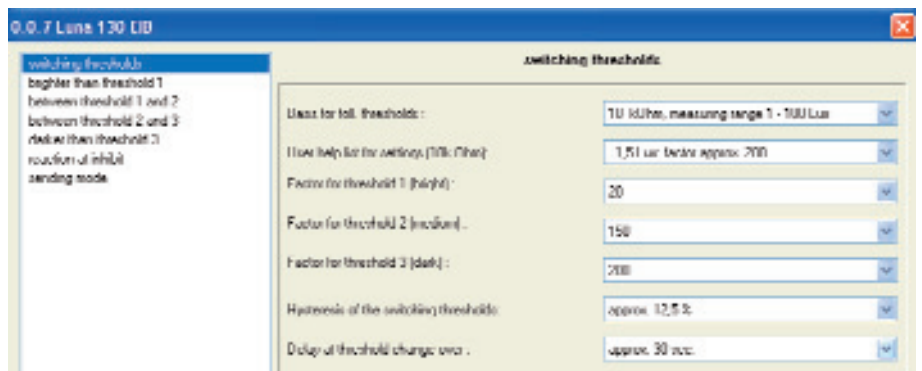 0.0.7 Luna 130 EIB
switching thresholds
brighter than threshold 1
between threshold 1 and 2
between threshold 2 and 3
darker than threshold 3
reaction at inhibit
sending mode
switching thresholds
Basis for foll. thresholds :
10 kOhm, measuring range 1 - 100 Lux
User help list for settings (10k Ohm):
1,5 Lux: factor approx. 200
Factor for threshold 1 (bright) :
20
Factor for threshold 2 (medium) :
150
Factor for threshold 3 (dark) :
200
Hysteresis of the switching thresholds:
approx. 12,5 %
Delay at threshold change over :
approx. 30 sec.